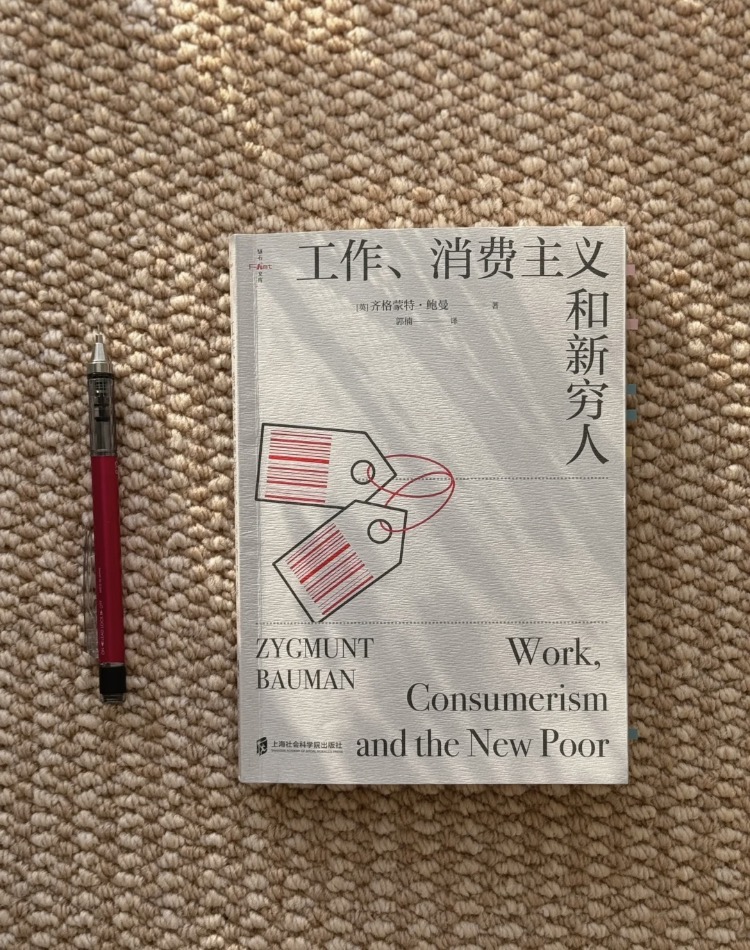 工作、消费主义
和新穷人
[英] 齐格蒙特·鲍曼 著
郭楠 译
ZYGMUNT
BAUMAN
Work,
Consumerism
and the New Poor
上海社会科学院出版社